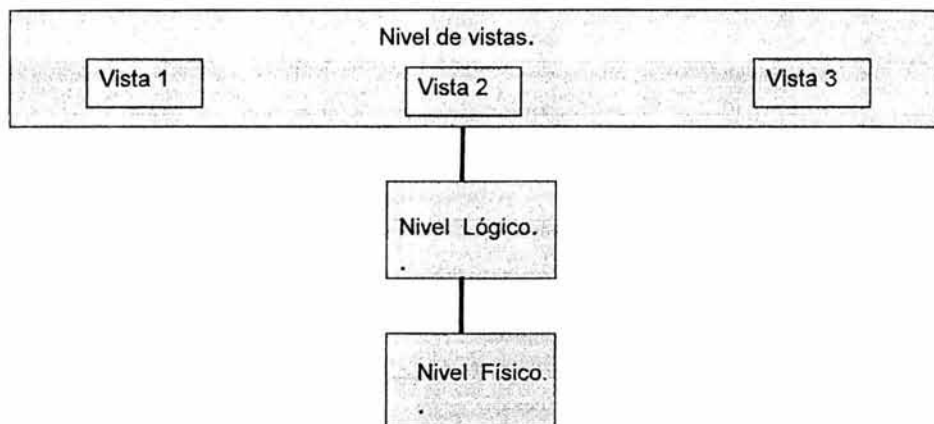 Nivel de vistas.
Vista 1
Vista 2
Vista 3
Nivel Lógico.
.
Nivel Físico.
.